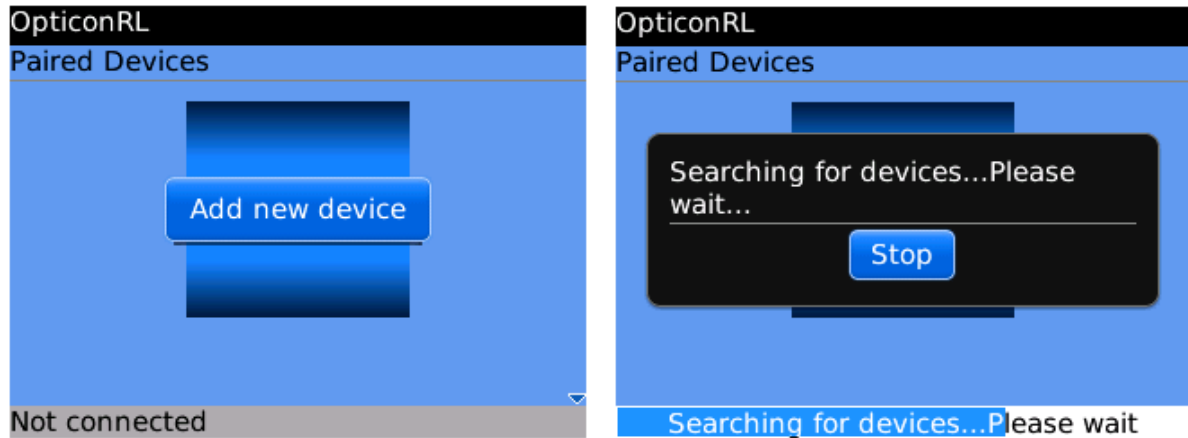 OpticonRL
Paired Devices
Add new device
Not connected
OpticonRL
Paired Devices
Searching for devices...Please
wait...
Stop
Searching for devices...Please wait